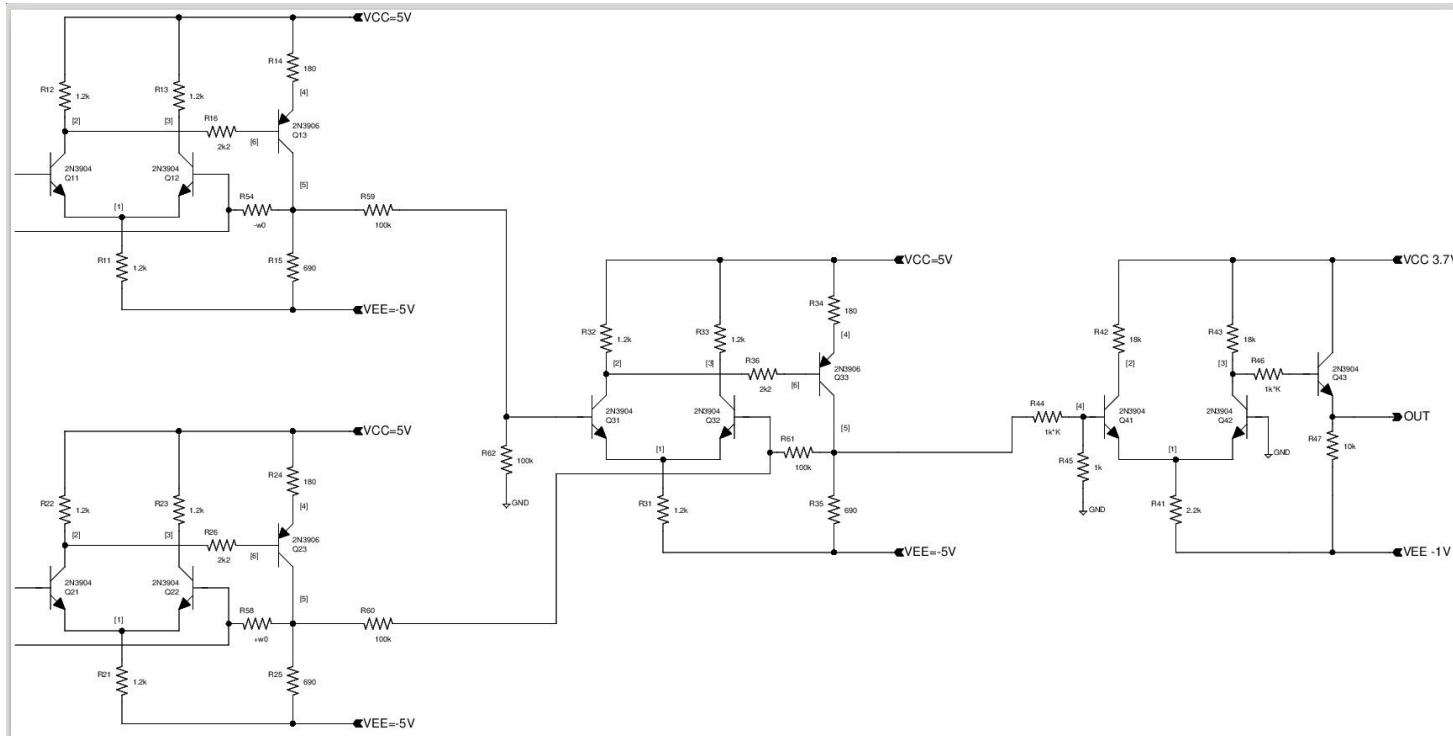 VCC=5V
R14
180
R12
1.2k
R13
1.2k
[4]
[2]
[3]
R16
2k2
[6]
2N3906
Q13
2N3904
Q11
2N3904
Q12
[5]
[1]
R54
-w0
R59
100k
R11
1.2k
R15
690
VEE=-5V
VCC=5V
R24
180
R22
1.2k
R23
1.2k
[4]
[2]
[3]
R26
2k2
[6]
2N3906
Q23
2N3904
Q21
2N3904
Q22
[5]
[1]
R58
+w0
R60
100k
R21
1.2k
R25
690
VEE=-5V
VCC=5V
R34
180
R32
1.2k
R33
1.2k
[4]
[2]
[3]
R36
2k2
[6]
2N3906
Q33
2N3904
Q31
2N3904
Q32
[5]
R62
100k
GND
[1]
R61
100k
R31
1.2k
R35
690
VEE=-5V
VCC 3.7V
R42
18k
R43
18k
[2]
[3]
R46
1k*K
2N3904
Q43
R44
1k*K
[4]
2N3904
Q41
2N3904
Q42
OUT
R45
1k
GND
[1]
GND
R47
10k
R41
2.2k
VEE -1V